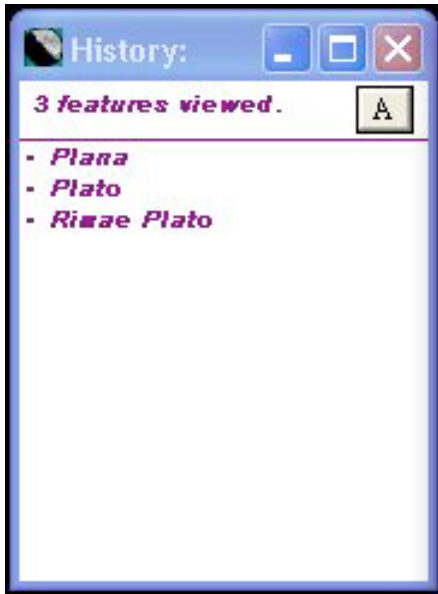 History:
3 features viewed.
A
- Plana
- Plato
- Rimae Plato